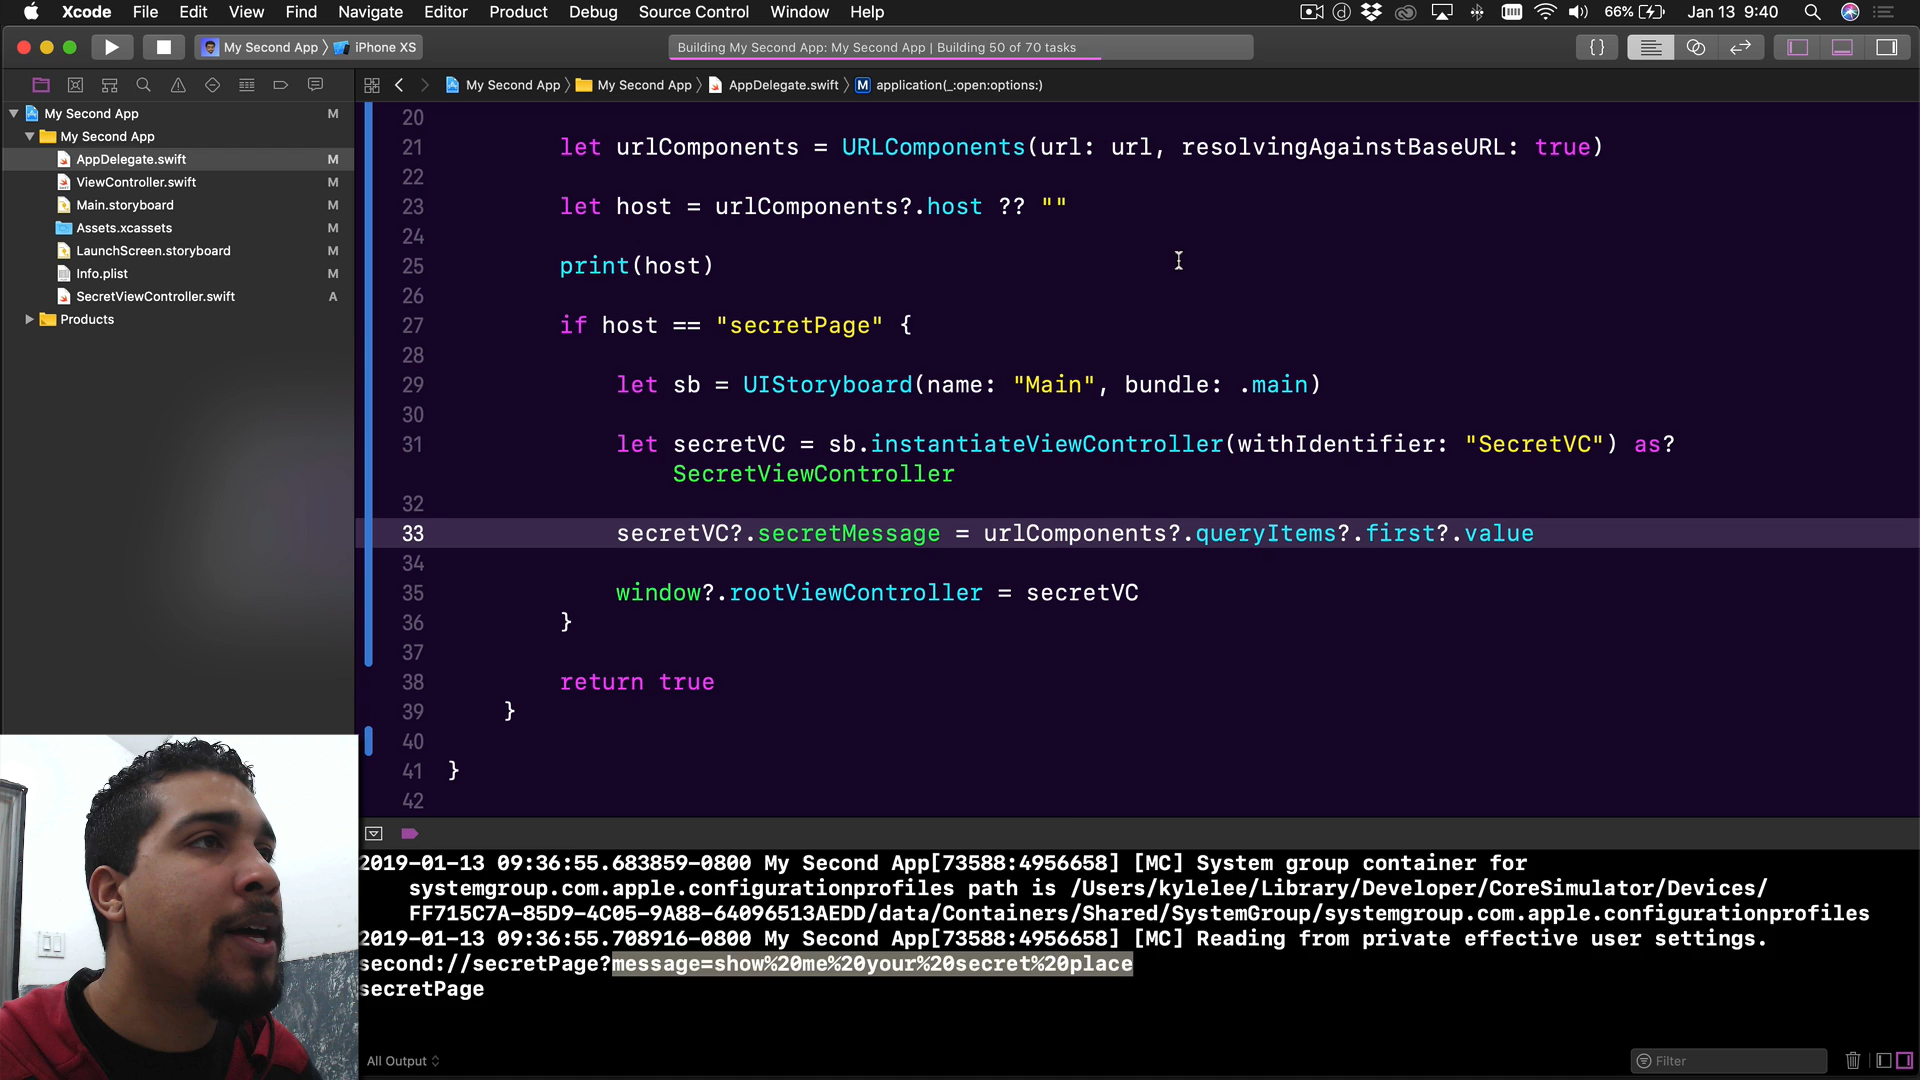 Xcode File Edit View Find Navigate Editor Product Debug Source Control Window Help 66% Jan 13 9:40
My Second App iPhone XS Building My Second App: My Second App | Building 50 of 70 tasks {}
My Second App My Second App AppDelegate.swift M application(_:open:options:)
My Second App M
My Second App
AppDelegate.swift M
ViewController.swift M
Main.storyboard M
Assets.xcassets M
LaunchScreen.storyboard M
Info.plist M
SecretViewController.swift A
Products
20
21 let urlComponents = URLComponents(url: url, resolvingAgainstBaseURL: true)
22
23 let host = urlComponents?.host ?? ""
24
25 print(host)
26
27 if host == "secretPage" {
28
29 let sb = UIStoryboard(name: "Main", bundle: .main)
30
31 let secretVC = sb.instantiateViewController(withIdentifier: "SecretVC") as?
SecretViewController
32
33 secretVC?.secretMessage = urlComponents?.queryItems?.first?.value
34
35 window?.rootViewController = secretVC
36 }
37
38 return true
39 }
40
41 }
42
2019-01-13 09:36:55.683859-0800 My Second App[73588:4956658] [MC] System group container for
systemgroup.com.apple.configurationprofiles path is /Users/kylelee/Library/Developer/CoreSimulator/Devices/
FF715C7A-85D9-4C05-9A88-64096513AEDD/data/Containers/Shared/SystemGroup/systemgroup.com.apple.configurationprofiles
2019-01-13 09:36:55.708916-0800 My Second App[73588:4956658] [MC] Reading from private effective user settings.
second://secretPage?message=show%20me%20your%20secret%20place
secretPage
All Output Filter